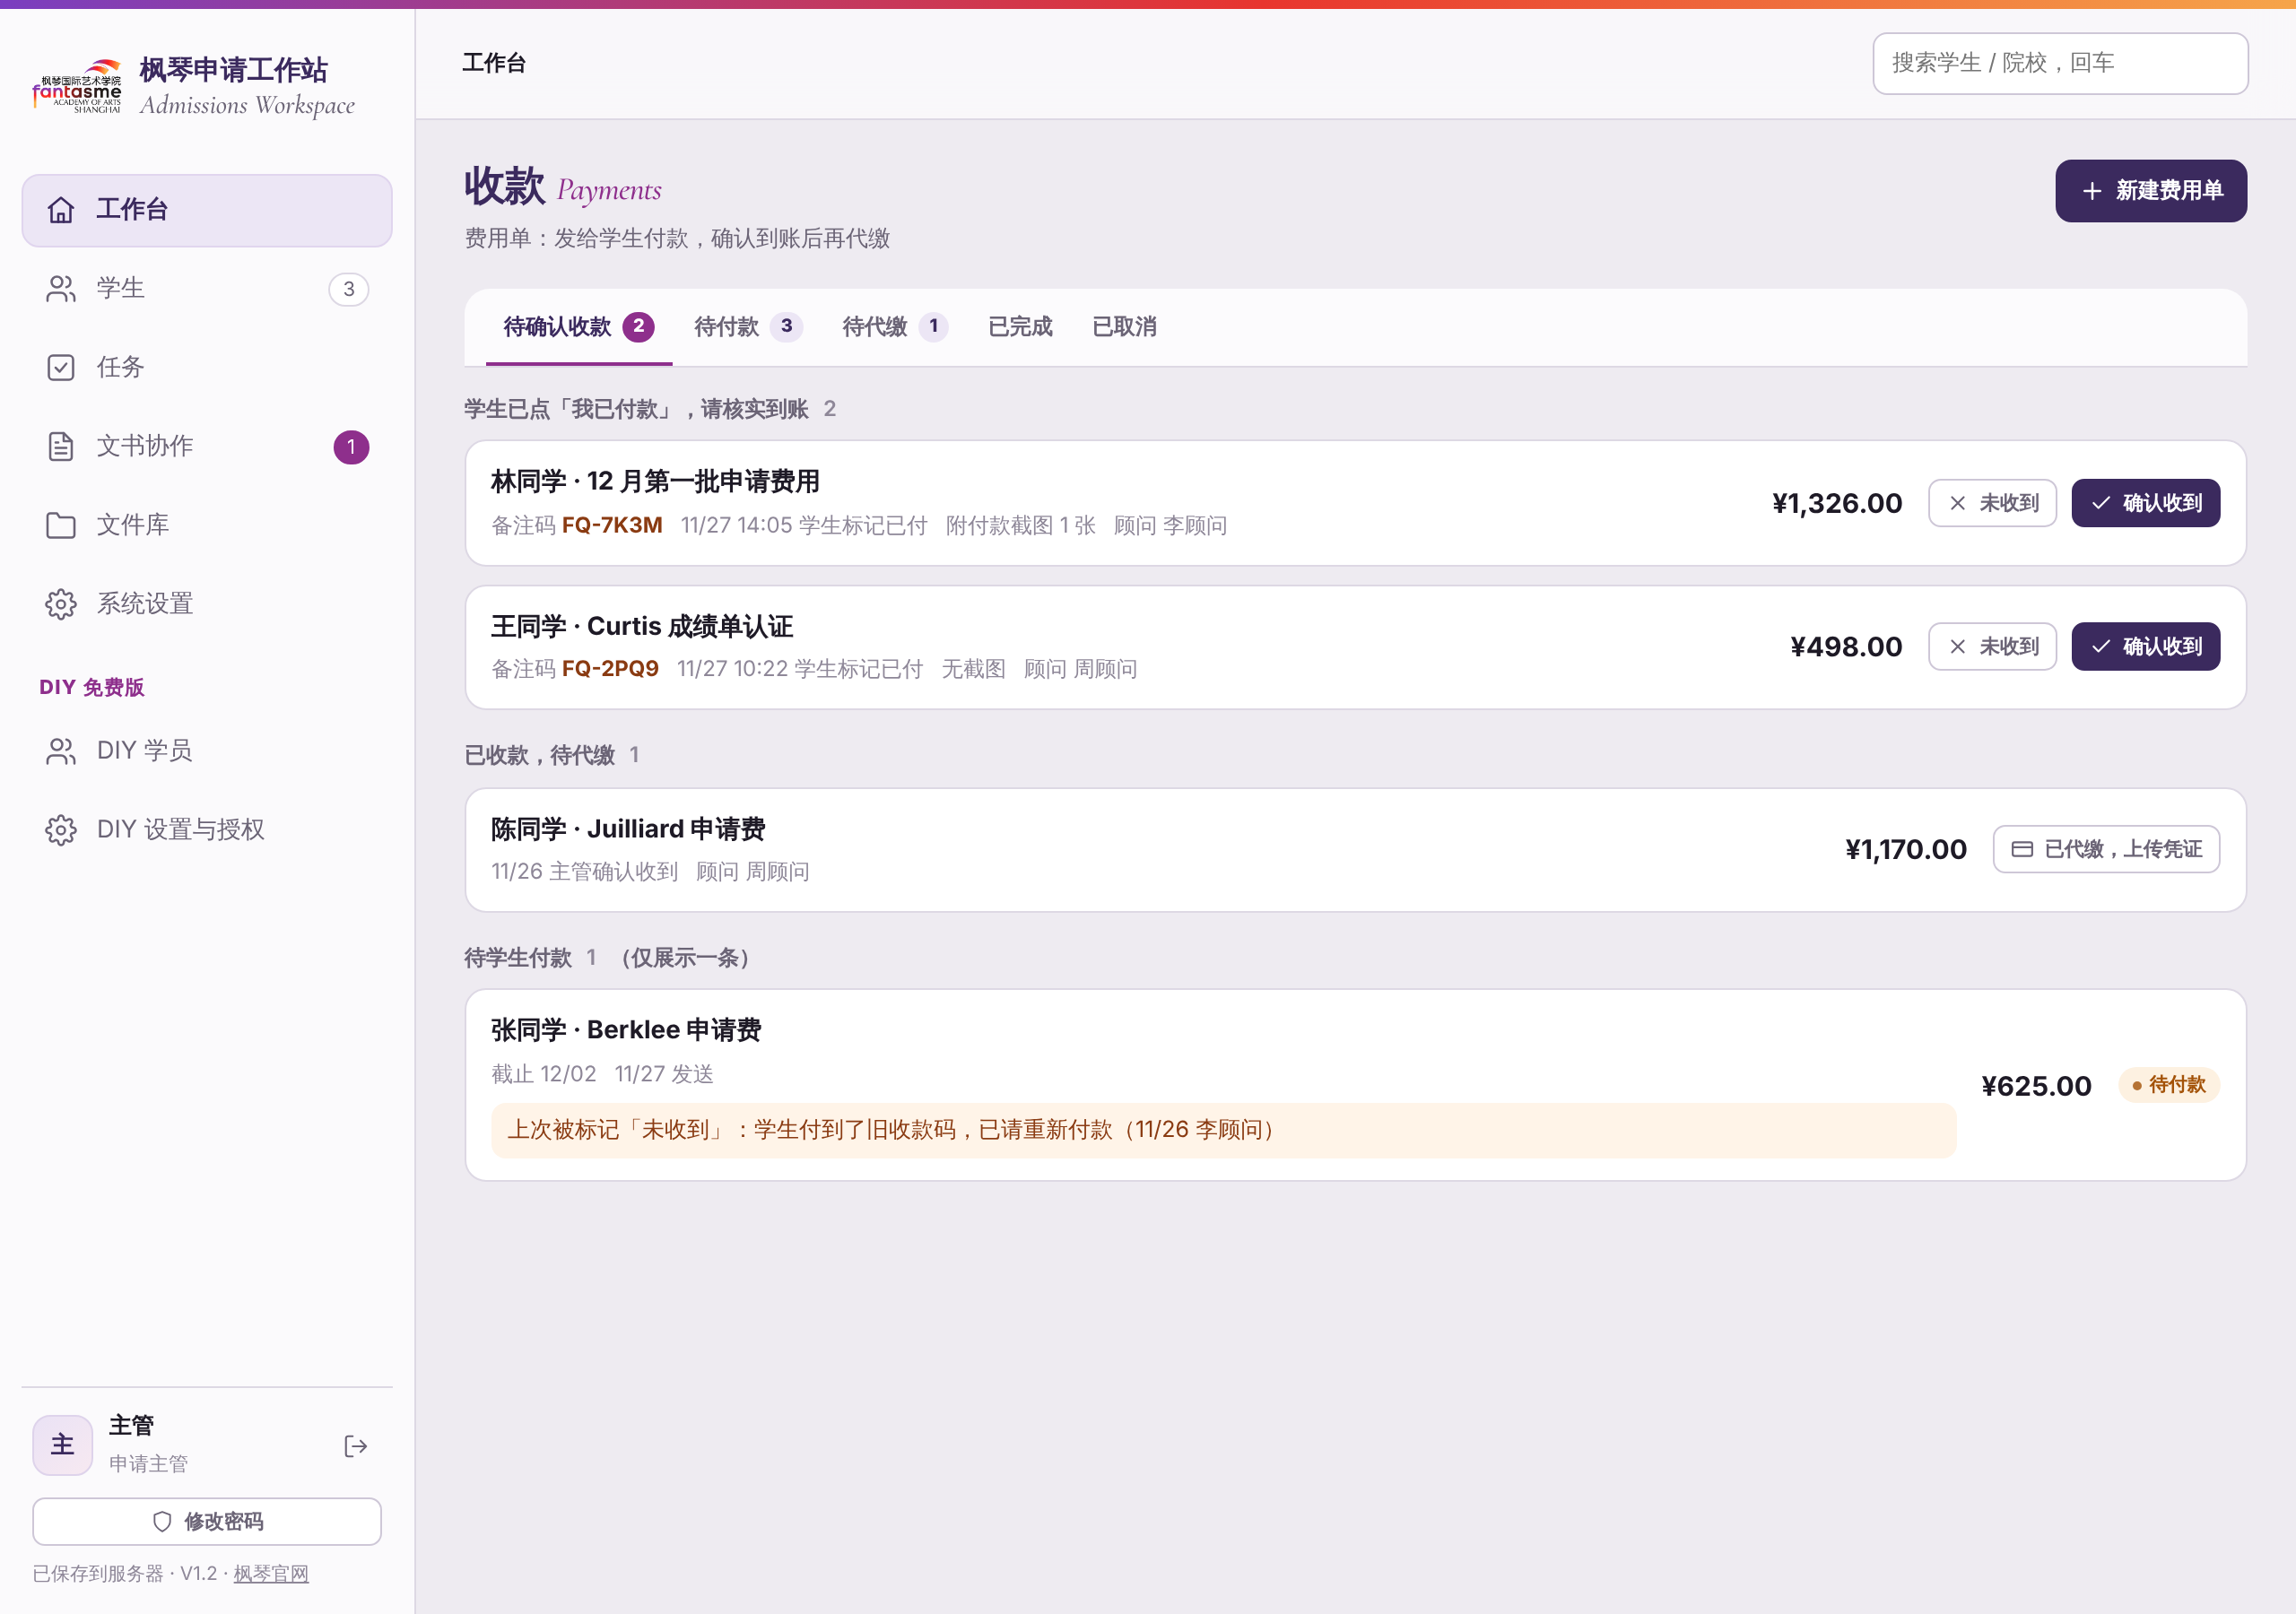 枫琴国际艺术学院
fantasme
ACADEMY OF ARTS
SHANGHAI
枫琴申请工作站
Admissions Workspace
工作台
学生 3
任务
文书协作 1
文件库
系统设置
DIY 免费版
DIY 学员
DIY 设置与授权
主
主管
申请主管
修改密码
已保存到服务器 · V1.2 · 枫琴官网
工作台
搜索学生 / 院校，回车
收款 Payments
费用单：发给学生付款，确认到账后再代缴
新建费用单
待确认收款 2 待付款 3 待代缴 1 已完成 已取消
学生已点「我已付款」，请核实到账 2
林同学 · 12 月第一批申请费用
备注码 FQ-7K3M 11/27 14:05 学生标记已付 附付款截图 1 张 顾问 李顾问
¥1,326.00 未收到 确认收到
王同学 · Curtis 成绩单认证
备注码 FQ-2PQ9 11/27 10:22 学生标记已付 无截图 顾问 周顾问
¥498.00 未收到 确认收到
已收款，待代缴 1
陈同学 · Juilliard 申请费
11/26 主管确认收到 顾问 周顾问
¥1,170.00 已代缴，上传凭证
待学生付款 1 （仅展示一条）
张同学 · Berklee 申请费
截止 12/02 11/27 发送
上次被标记「未收到」：学生付到了旧收款码，已请重新付款（11/26 李顾问）
¥625.00 待付款